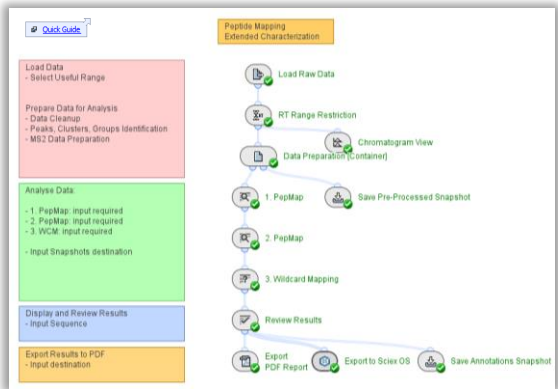 Quick Guide
Peptide Mapping
Extended Characterization
Load Data
- Select Useful Range
Prepare Data for Analysis
- Data Cleanup
- Peaks, Clusters, Groups Identification
- MS2 Data Preparation
Analyse Data:
- 1. PepMap: input required
- 2. PepMap: input required
- 3. WCM: input required
- Input Snapshots destination
Display and Review Results
- Input Sequence
Export Results to PDF
- Input destination
Load Raw Data
RT Range Restriction
Chromatogram View
Data Preparation [Container]
1. PepMap
Save Pre-Processed Snapshot
2. PepMap
3. Wildcard Mapping
Review Results
Export
PDF Report
Export to Sciex OS
Save Annotations Snapshot